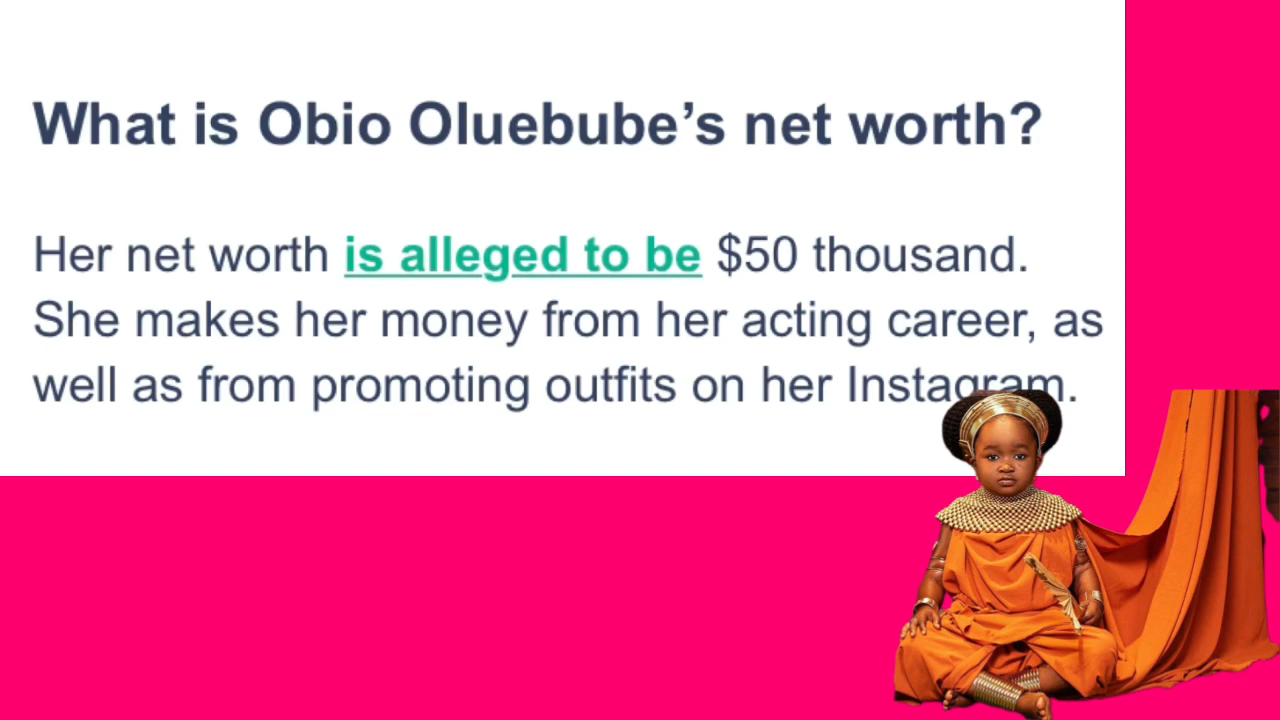 What is Obio Oluebube’s net worth?
Her net worth is alleged to be $50 thousand.
She makes her money from her acting career, as
well as from promoting outfits on her Instagram.